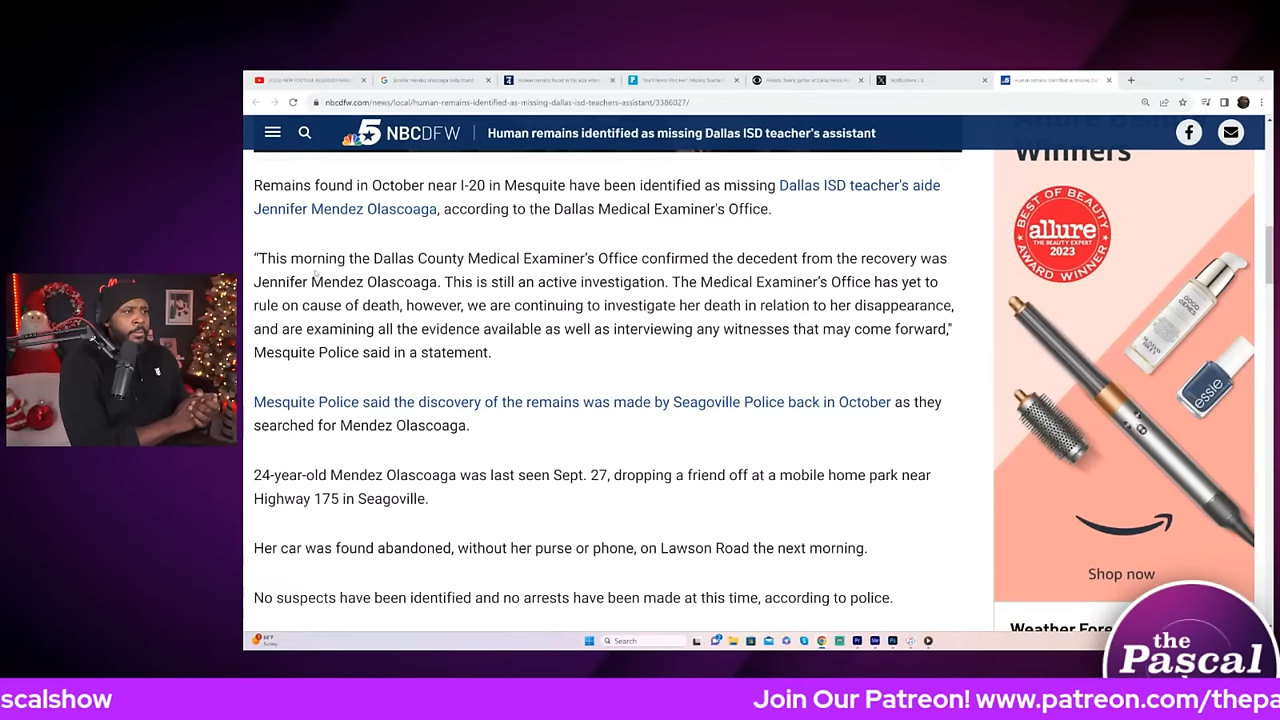 nbcdfw.com/news/local/human-remains-identified-as-missing-dallas-isd-teachers-assistant/3386027/
5 NBCDFW
Human remains identified as missing Dallas ISD teacher's assistant
Remains found in October near I-20 in Mesquite have been identified as missing Dallas ISD teacher's aide
Jennifer Mendez Olascoaga, according to the Dallas Medical Examiner's Office.
“This morning the Dallas County Medical Examiner’s Office confirmed the decedent from the recovery was
Jennifer Mendez Olascoaga. This is still an active investigation. The Medical Examiner’s Office has yet to
rule on cause of death, however, we are continuing to investigate her death in relation to her disappearance,
and are examining all the evidence available as well as interviewing any witnesses that may come forward,"
Mesquite Police said in a statement.
Mesquite Police said the discovery of the remains was made by Seagoville Police back in October as they
searched for Mendez Olascoaga.
24-year-old Mendez Olascoaga was last seen Sept. 27, dropping a friend off at a mobile home park near
Highway 175 in Seagoville.
Her car was found abandoned, without her purse or phone, on Lawson Road the next morning.
No suspects have been identified and no arrests have been made at this time, according to police.
Allure Beauty
Winners
BEST OF BEAUTY
allure
THE BEAUTY EXPERT
2023
AWARD WINNER
GOOD GENES
essie
Shop now
Weather Fore
Search
the
Pascal
scalshow
Join Our Patreon! www.patreon.com/thepa